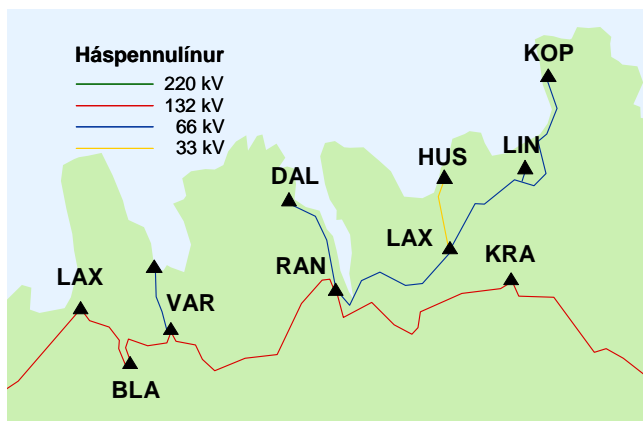 Háspennulínur
220 kV
132 kV
66 kV
33 kV
KOP
LIN
HUS
DAL
LAX
KRA
RAN
LAX
VAR
BLA